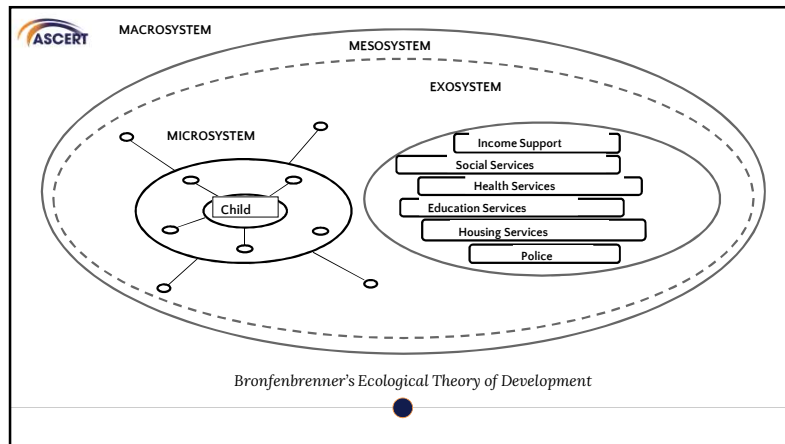 ASCERT
MACROSYSTEM
MESOSYSTEM
EXOSYSTEM
MICROSYSTEM
Child
Income Support
Social Services
Health Services
Education Services
Housing Services
Police
Bronfenbrenner's Ecological Theory of Development